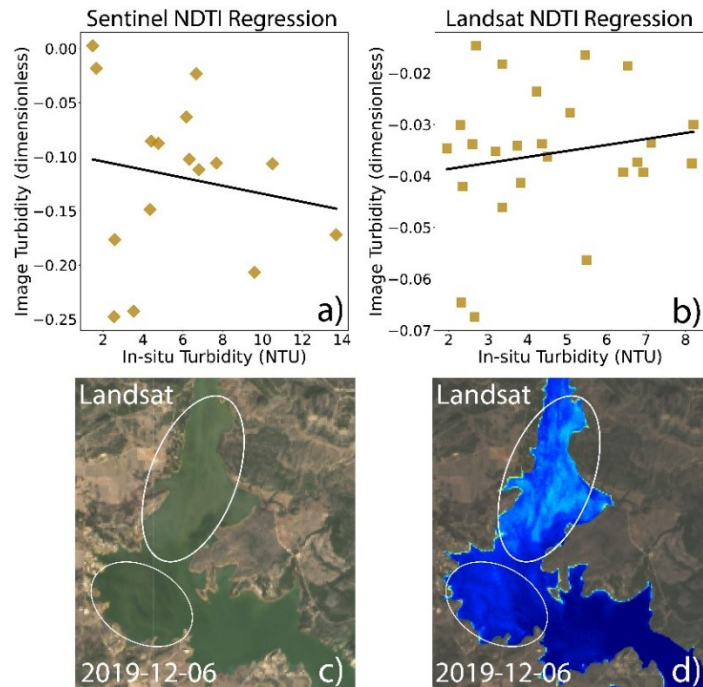 Sentinel NDTI Regression
Image Turbidity (dimensionless)
0.00
−0.05
−0.10
−0.15
−0.20
−0.25
2 4 6 8 10 12 14
In-situ Turbidity (NTU)
a)
Landsat NDTI Regression
Image Turbidity (dimensionless)
−0.02
−0.03
−0.04
−0.05
−0.06
−0.07
2 3 4 5 6 7 8
In-situ Turbidity (NTU)
b)
Landsat
2019-12-06
c)
Landsat
2019-12-06
d)